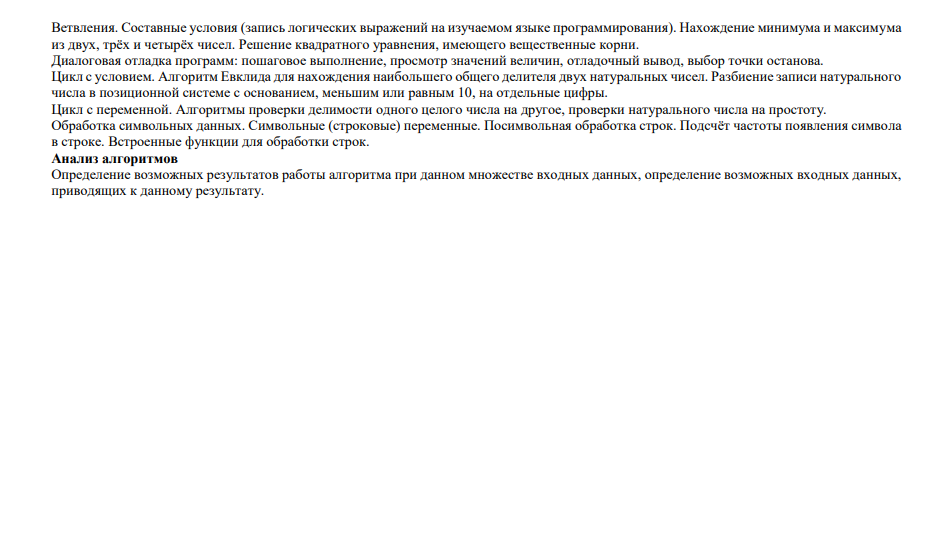 Ветвления. Составные условия (запись логических выражений на изучаемом языке программирования). Нахождение минимума и максимума
из двух, трёх и четырёх чисел. Решение квадратного уравнения, имеющего вещественные корни.
Диалоговая отладка программ: пошаговое выполнение, просмотр значений величин, отладочный вывод, выбор точки останова.
Цикл с условием. Алгоритм Евклида для нахождения наибольшего общего делителя двух натуральных чисел. Разбиение записи натурального
числа в позиционной системе с основанием, меньшим или равным 10, на отдельные цифры.
Цикл с переменной. Алгоритмы проверки делимости одного целого числа на другое, проверки натурального числа на простоту.
Обработка символьных данных. Символьные (строковые) переменные. Посимвольная обработка строк. Подсчёт частоты появления символа
в строке. Встроенные функции для обработки строк.
Анализ алгоритмов
Определение возможных результатов работы алгоритма при данном множестве входных данных, определение возможных входных данных,
приводящих к данному результату.